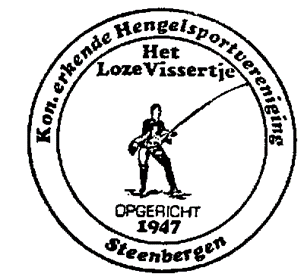 Kon. erkende Hengelsportvereniging
Het
Loze Vissertje
OPGERICHT
1947
Steenbergen